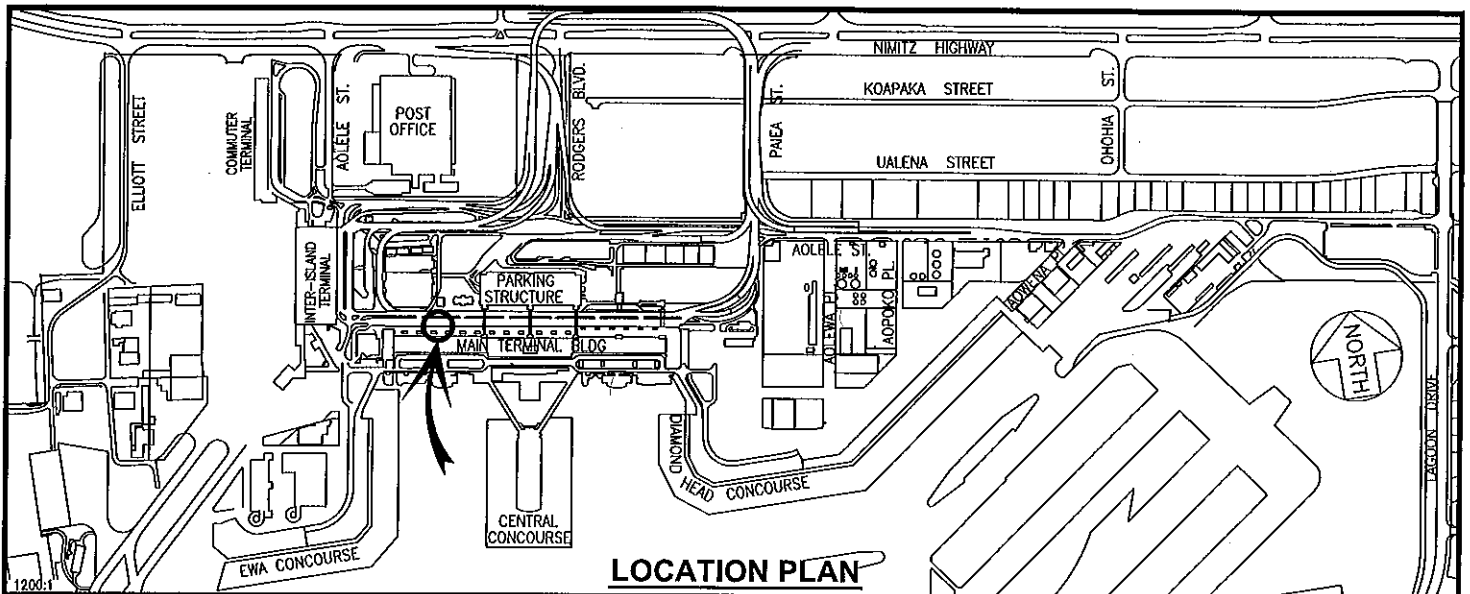 NIMITZ HIGHWAY
KOAPAKA STREET
UALENA STREET
ELLIOTT STREET
COMMUTER
TERMINAL
AOLELE ST.
POST
OFFICE
RODGERS BLVD.
PAIEA ST.
OHOHIA ST.
INTER-ISLAND
TERMINAL
PARKING
STRUCTURE
MAIN TERMINAL BLDG
AOLELE ST.
AOLEWA PL.
AOPOKO PL.
AOWENA PL.
NORTH
LAGOON DRIVE
DIAMOND
HEAD CONCOURSE
CENTRAL
CONCOURSE
EWA CONCOURSE
1200:1
LOCATION PLAN